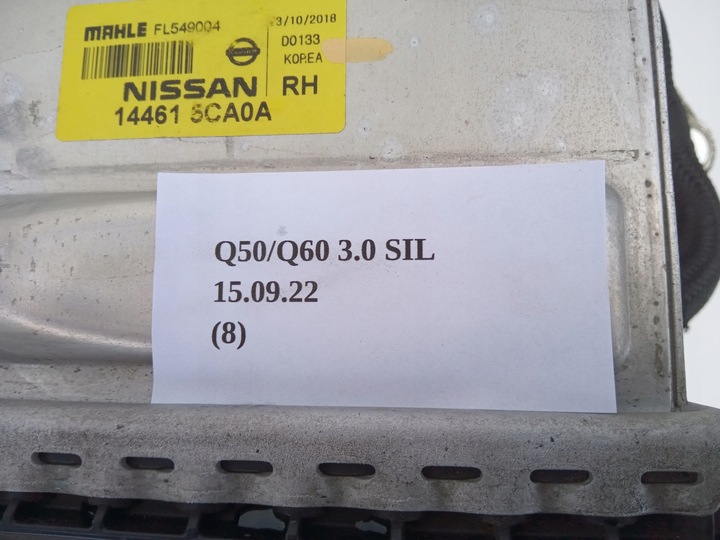 MAHLE FL549004 3/10/2018
D0133
KOREA
NISSAN RH
14461 5CA0A
Q50/Q60 3.0 SIL
15.09.22
(8)